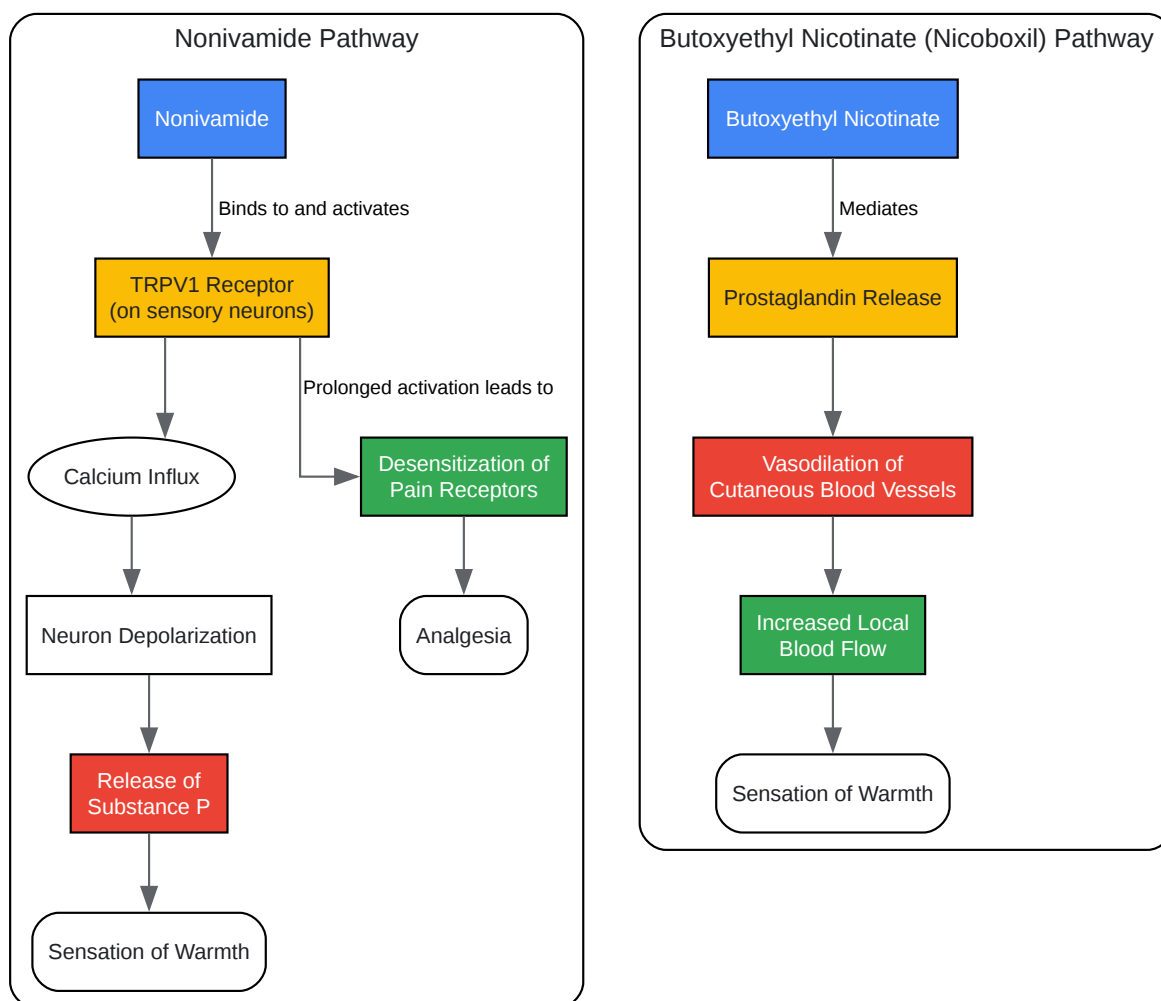 Nonivamide Pathway
Nonivamide
Binds to and activates
TRPV1 Receptor
(on sensory neurons)
Prolonged activation leads to
Calcium Influx
Desensitization of
Pain Receptors
Neuron Depolarization
Analgesia
Release of
Substance P
Sensation of Warmth
Butoxyethyl Nicotinate (Nicoboxil) Pathway
Butoxyethyl Nicotinate
Mediates
Prostaglandin Release
Vasodilation of
Cutaneous Blood Vessels
Increased Local
Blood Flow
Sensation of Warmth